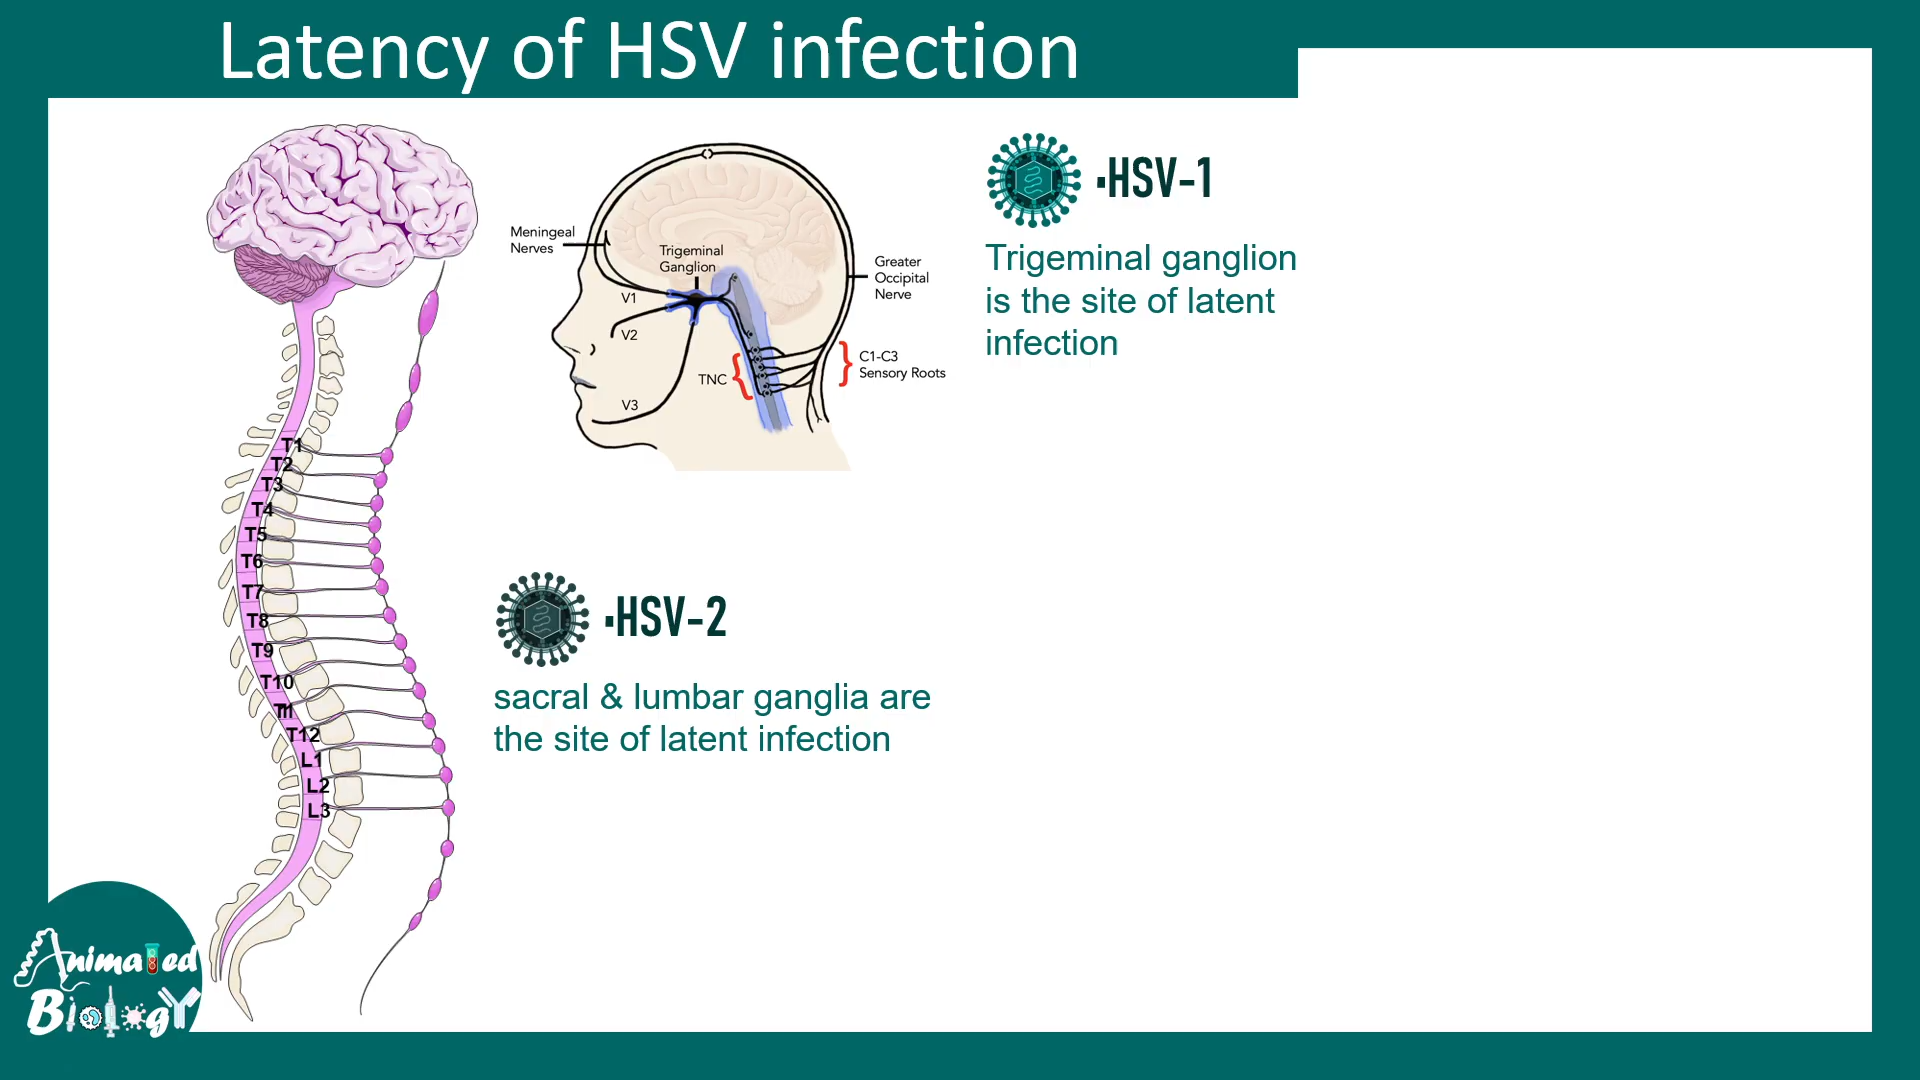 Latency of HSV infection
Meningeal
Nerves
Trigeminal
Ganglion
V1
V2
V3
TNC
Greater
Occipital
Nerve
C1-C3
Sensory Roots
·HSV-1
Trigeminal ganglion
is the site of latent
infection
T1
T2
T3
T4
T5
T6
T7
T8
T9
T10
T11
T12
L1
L2
L3
·HSV-2
sacral & lumbar ganglia are
the site of latent infection
Animated
Biology